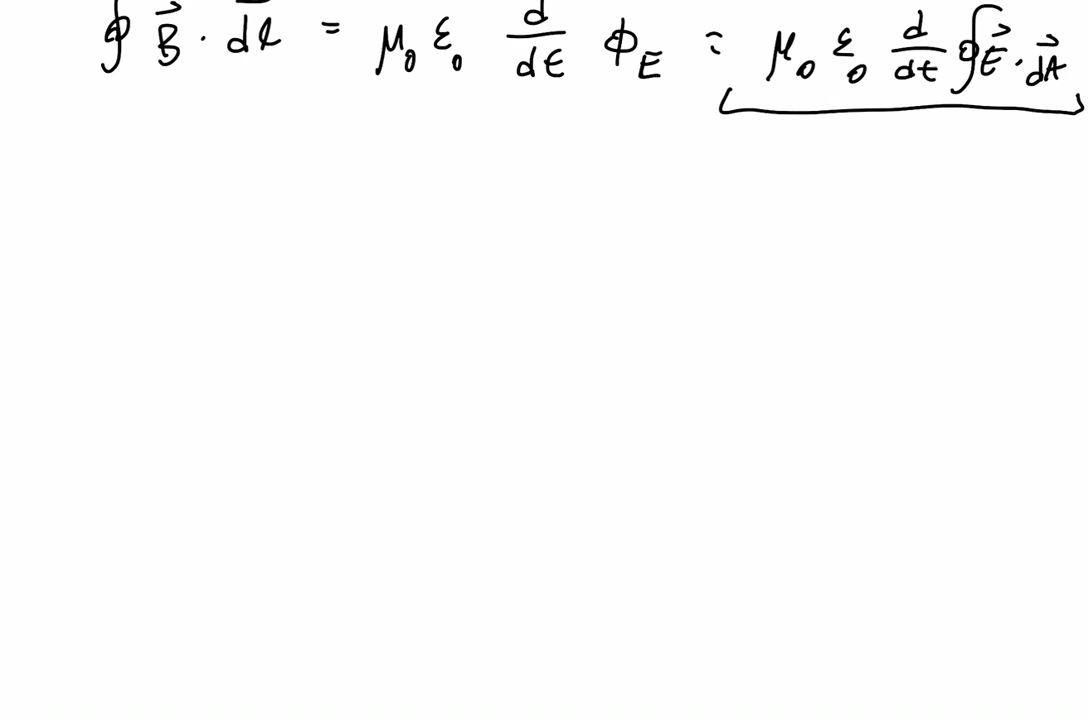 ∮ B⃗ · dℓ⃗ = μ₀ ε₀ d/dt Φ_E = μ₀ ε₀ d/dt ∮ E⃗ · dA⃗